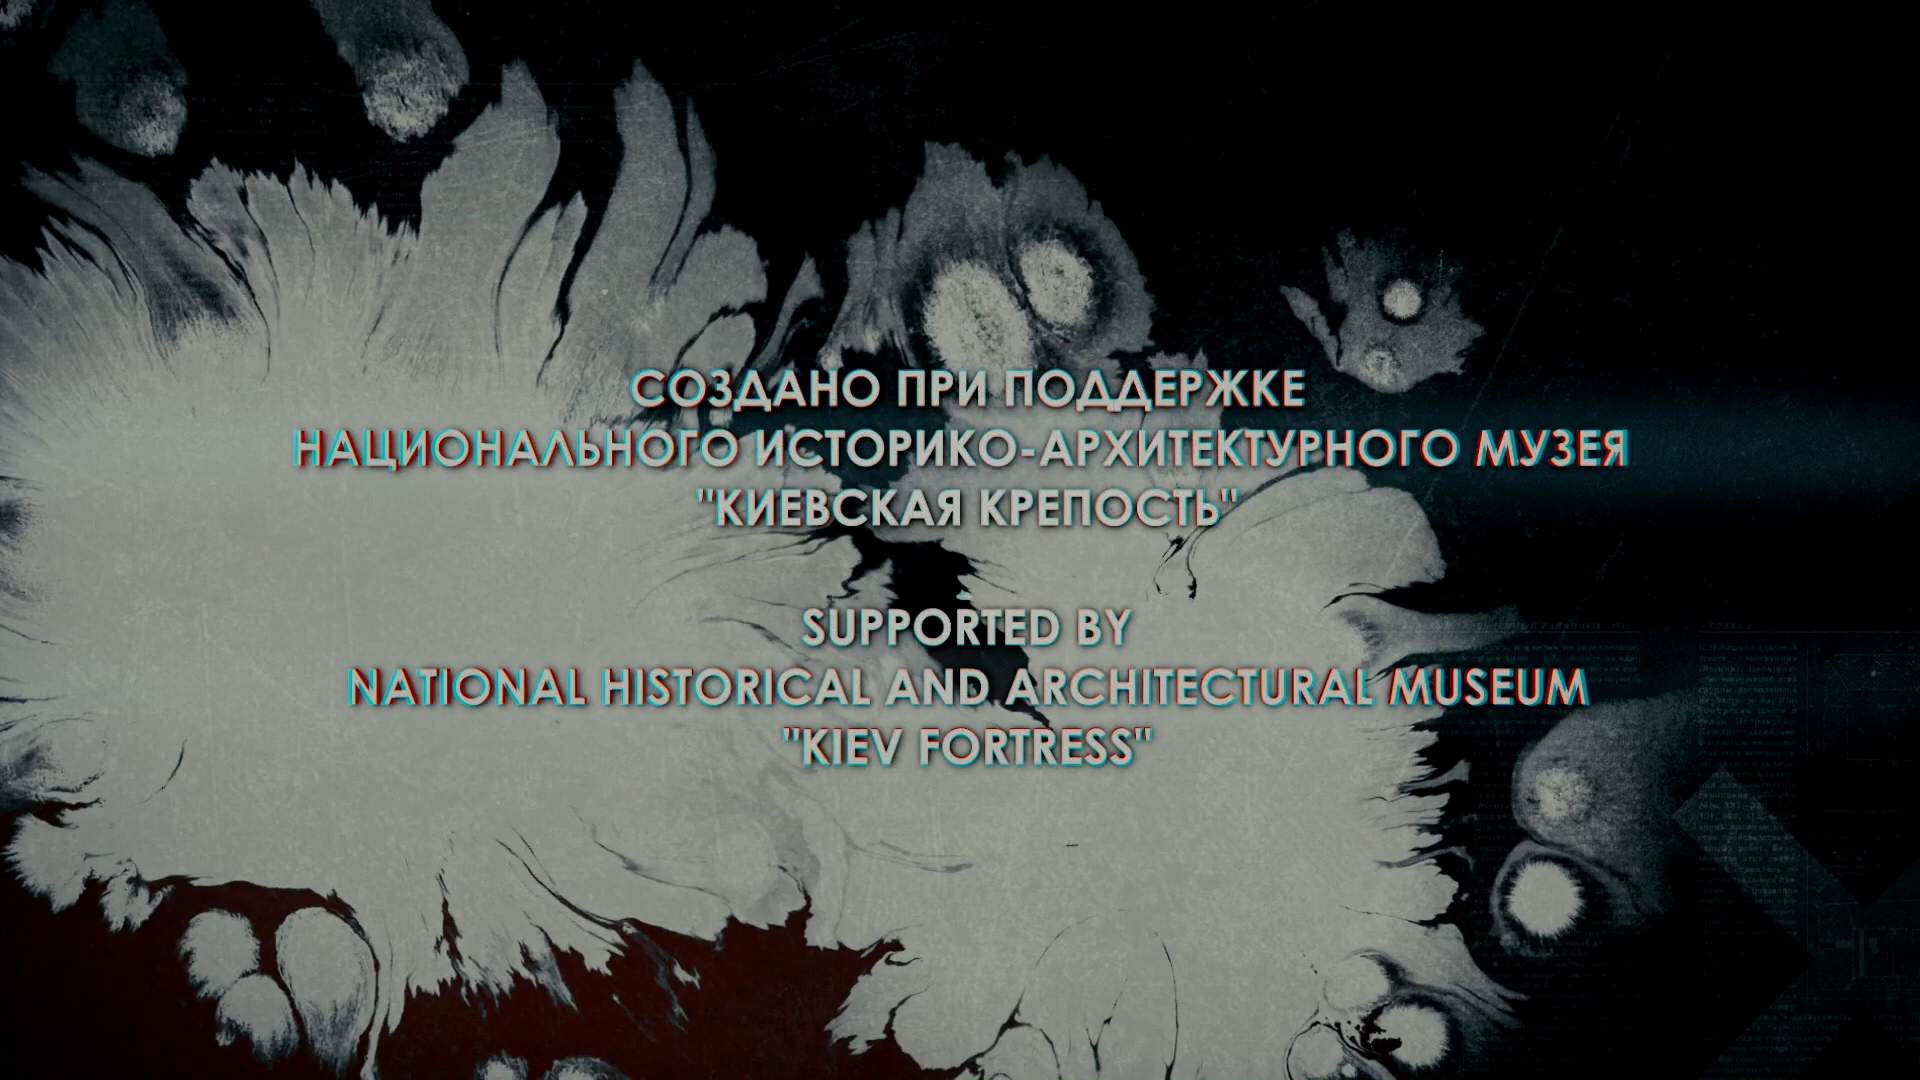 СОЗДАНО ПРИ ПОДДЕРЖКЕ
НАЦИОНАЛЬНОГО ИСТОРИКО-АРХИТЕКТУРНОГО МУЗЕЯ
"КИЕВСКАЯ КРЕПОСТЬ"
SUPPORTED BY
NATIONAL HISTORICAL AND ARCHITECTURAL MUSEUM
"KIEV FORTRESS"